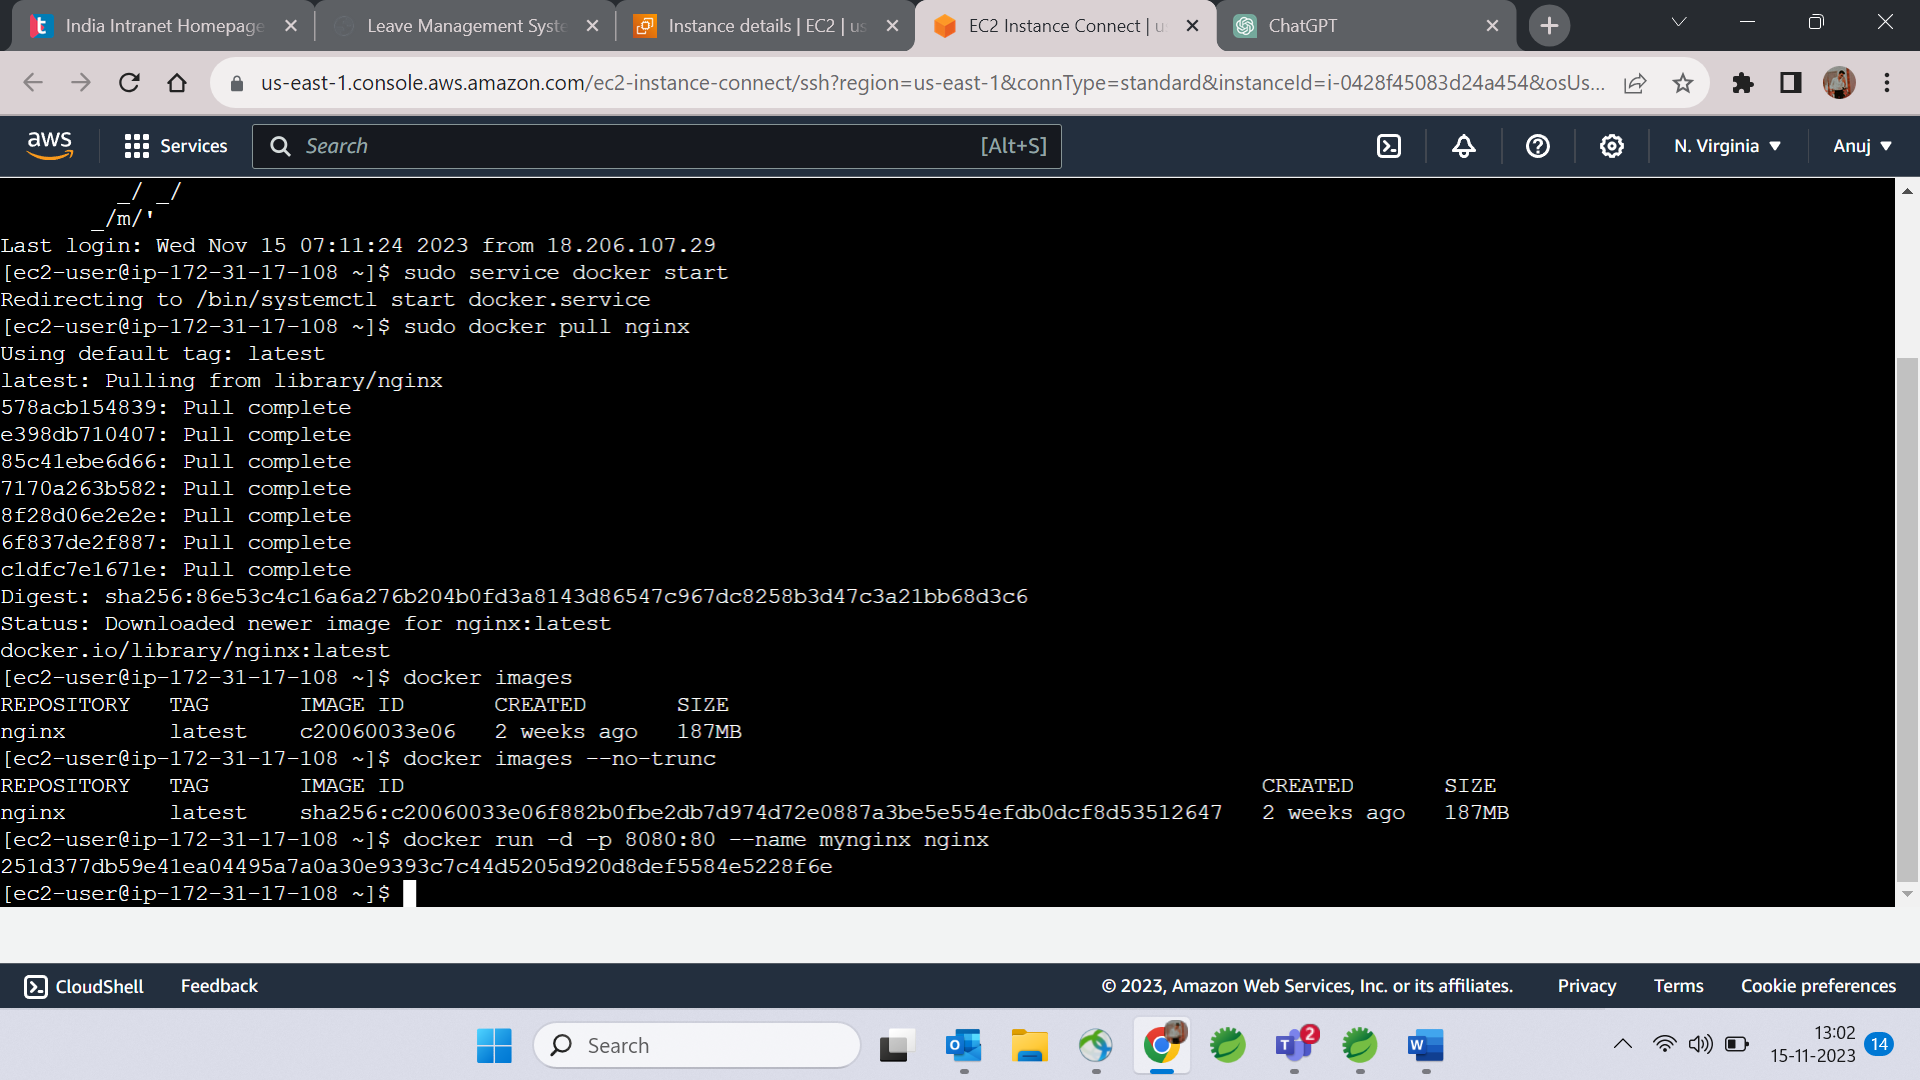 India Intranet Homepage
Leave Management Syste
Instance details | EC2 | us
EC2 Instance Connect | u
ChatGPT
us-east-1.console.aws.amazon.com/ec2-instance-connect/ssh?region=us-east-1&connType=standard&instanceId=i-0428f45083d24a454&osUs...
aws
Services
Search
[Alt+S]
N. Virginia
Anuj
_/ _/
_/m/'
Last login: Wed Nov 15 07:11:24 2023 from 18.206.107.29
[ec2-user@ip-172-31-17-108 ~]$ sudo service docker start
Redirecting to /bin/systemctl start docker.service
[ec2-user@ip-172-31-17-108 ~]$ sudo docker pull nginx
Using default tag: latest
latest: Pulling from library/nginx
578acb154839: Pull complete
e398db710407: Pull complete
85c41ebe6d66: Pull complete
7170a263b582: Pull complete
8f28d06e2e2e: Pull complete
6f837de2f887: Pull complete
c1dfc7e1671e: Pull complete
Digest: sha256:86e53c4c16a6a276b204b0fd3a8143d86547c967dc8258b3d47c3a21bb68d3c6
Status: Downloaded newer image for nginx:latest
docker.io/library/nginx:latest
[ec2-user@ip-172-31-17-108 ~]$ docker images
REPOSITORY   TAG       IMAGE ID       CREATED       SIZE
nginx        latest    c20060033e06   2 weeks ago   187MB
[ec2-user@ip-172-31-17-108 ~]$ docker images --no-trunc
REPOSITORY   TAG       IMAGE ID                                                                  CREATED       SIZE
nginx        latest    sha256:c20060033e06f882b0fbe2db7d974d72e0887a3be5e554efdb0dcf8d53512647   2 weeks ago   187MB
[ec2-user@ip-172-31-17-108 ~]$ docker run -d -p 8080:80 --name mynginx nginx
251d377db59e41ea04495a7a0a30e9393c7c44d5205d920d8def5584e5228f6e
[ec2-user@ip-172-31-17-108 ~]$
CloudShell
Feedback
© 2023, Amazon Web Services, Inc. or its affiliates.
Privacy
Terms
Cookie preferences
Search
2
13:02
15-11-2023
14